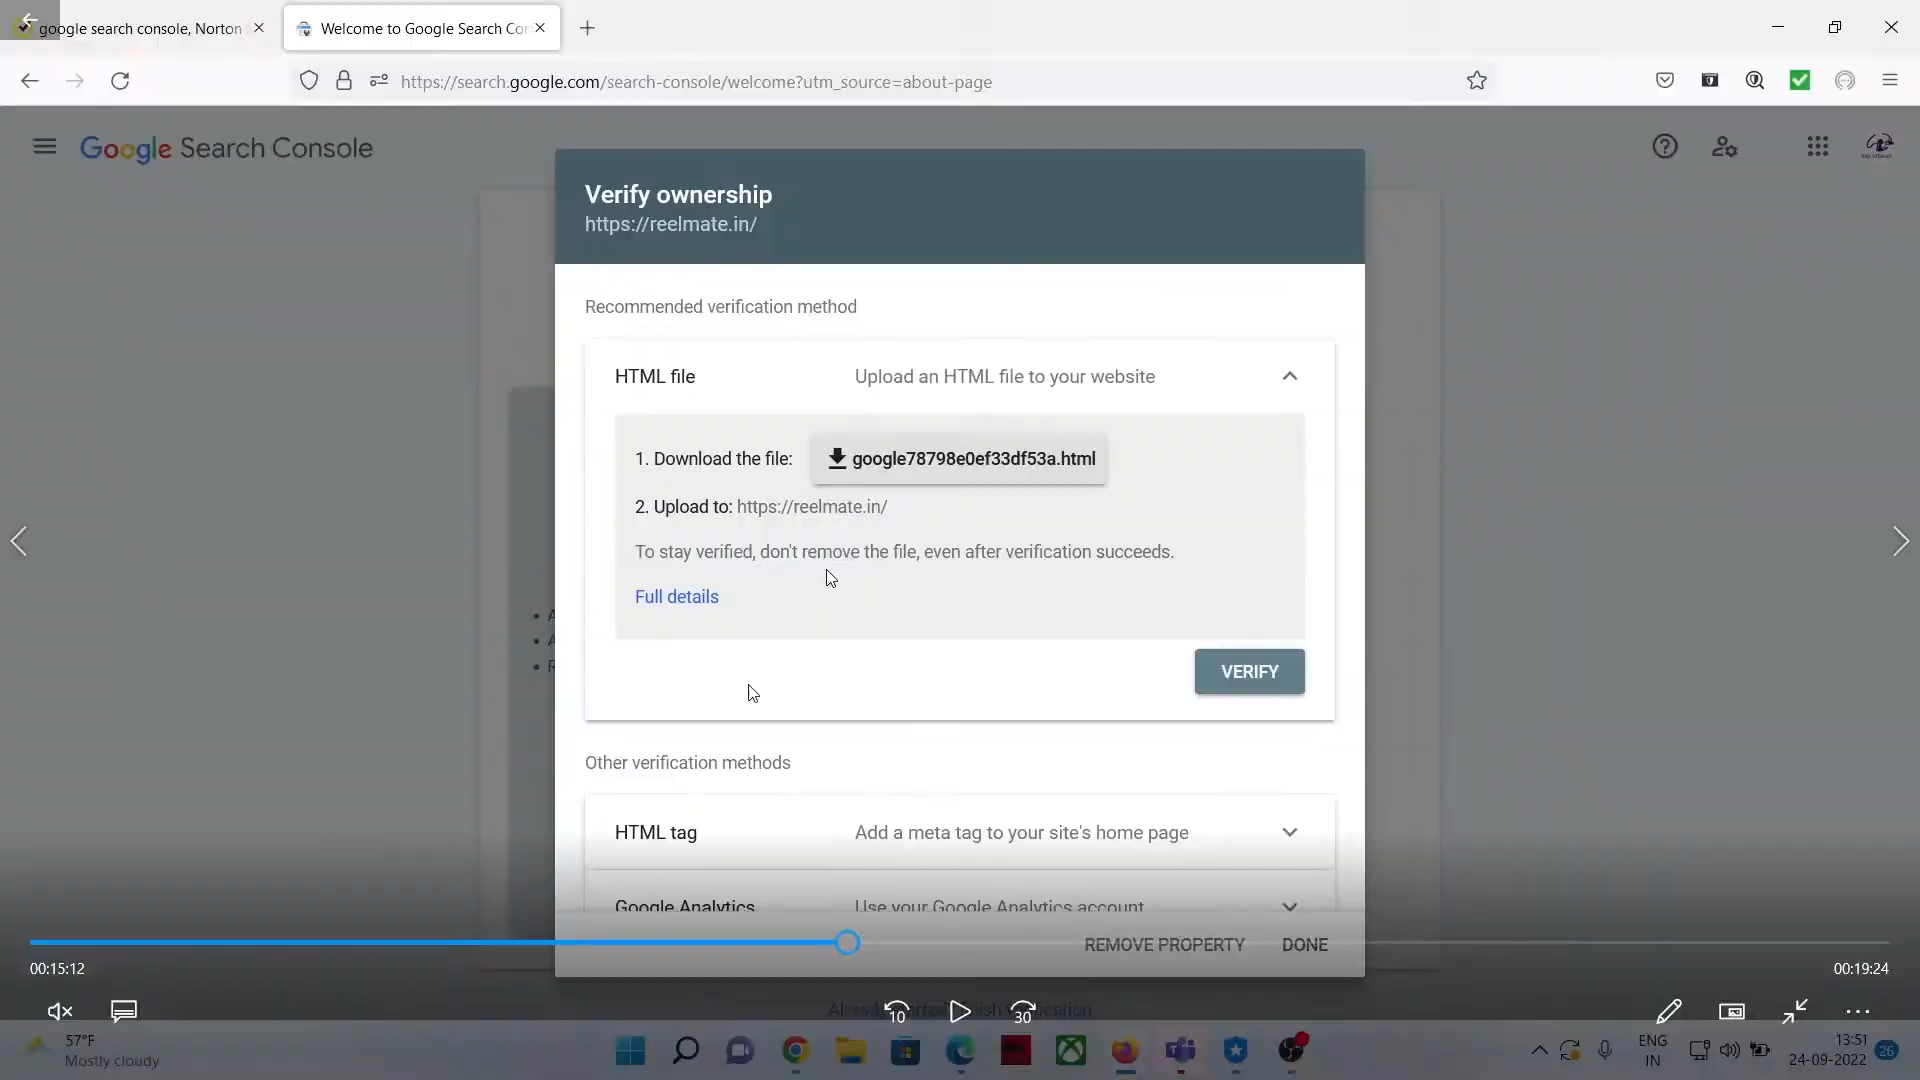 google search console, Norton
Welcome to Google Search Con
https://search.google.com/search-console/welcome?utm_source=about-page
Google Search Console
Verify ownership
https://reelmate.in/
Recommended verification method
HTML file
Upload an HTML file to your website
1. Download the file:
google78798e0ef33df53a.html
2. Upload to: https://reelmate.in/
To stay verified, don't remove the file, even after verification succeeds.
Full details
VERIFY
Other verification methods
HTML tag
Add a meta tag to your site's home page
Google Analytics
Use your Google Analytics account
REMOVE PROPERTY
DONE
00:15:12
00:19:24
10
30
57°F
Mostly cloudy
ENG
IN
13:51
24-09-2022
26